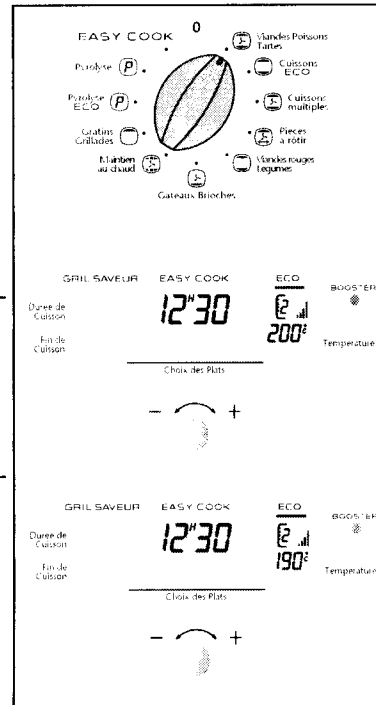 0
EASY COOK
Viandes Poissons
Tartes
Pyrolyse P
Cuissons
ECO
Pyrolyse
ECO P
Cuissons
multiples
Gratins
Grillades
Pièces
à rôtir
Maintien
au chaud
Viandes rouges
Légumes
Gâteaux Brioches
GRIL SAVEUR EASY COOK ECO
BOOSTER
Durée de
Cuisson
12H30
200°c
Fin de
Cuisson
Température
Choix des Plats
- +
GRIL SAVEUR EASY COOK ECO
BOOSTER
Durée de
Cuisson
12H30
190°c
Fin de
Cuisson
Température
Choix des Plats
- +